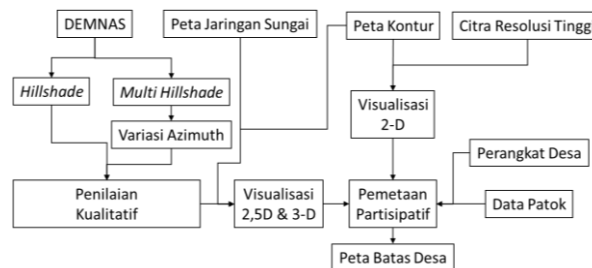 DEMNAS
Peta Jaringan Sungai
Peta Kontur
Citra Resolusi Tinggi
Hillshade
Multi Hillshade
Visualisasi
2-D
Variasi Azimuth
Perangkat Desa
Penilaian
Kualitatif
Visualisasi
2,5D & 3-D
Pemetaan
Partisipatif
Data Patok
Peta Batas Desa